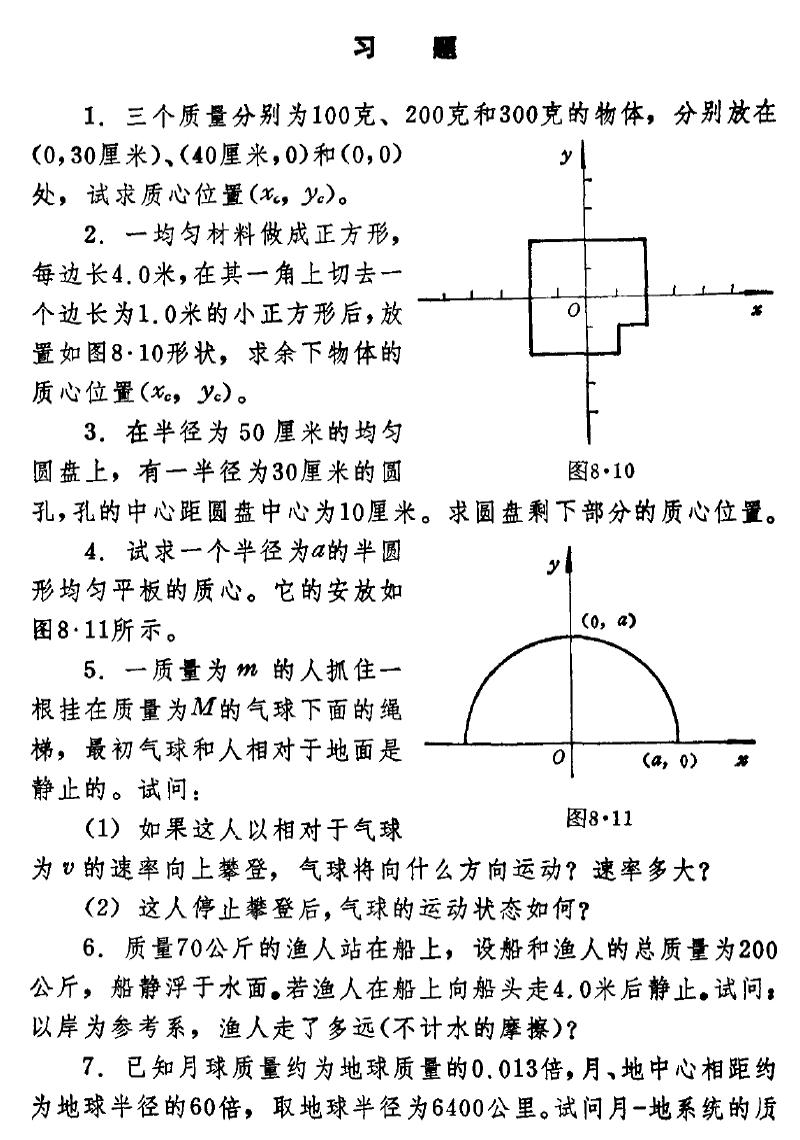 习 题
1. 三个质量分别为100克、200克和300克的物体，分别放在
(0,30厘米)、(40厘米,0)和(0,0)
处，试求质心位置(xc，yc)。
2. 一均匀材料做成正方形，
每边长4.0米，在其一角上切去一
个边长为1.0米的小正方形后，放
置如图8·10形状，求余下物体的
质心位置(xc，yc)。
y
O
x
图8·10
3. 在半径为 50 厘米的均匀
圆盘上，有一半径为30厘米的圆
孔，孔的中心距圆盘中心为10厘米。求圆盘剩下部分的质心位置。
4. 试求一个半径为a的半圆
形均匀平板的质心。它的安放如
图8·11所示。
y
(0, a)
O
(a, 0)
x
图8·11
5. 一质量为 m 的人抓住一
根挂在质量为M的气球下面的绳
梯，最初气球和人相对于地面是
静止的。试问：
(1) 如果这人以相对于气球
为 v 的速率向上攀登，气球将向什么方向运动？速率多大？
(2) 这人停止攀登后，气球的运动状态如何？
6. 质量70公斤的渔人站在船上，设船和渔人的总质量为200
公斤，船静浮于水面。若渔人在船上向船头走4.0米后静止。试问：
以岸为参考系，渔人走了多远(不计水的摩擦)？
7. 已知月球质量约为地球质量的0.013倍，月、地中心相距约
为地球半径的60倍，取地球半径为6400公里。试问月-地系统的质